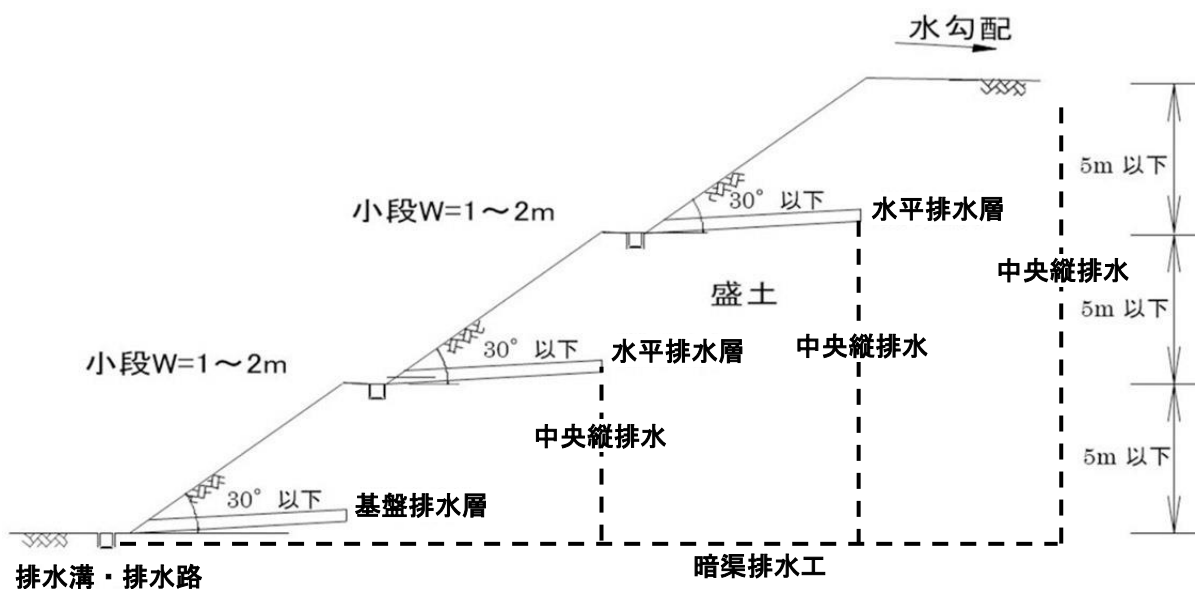 水勾配
5m 以下
30° 以下
水平排水層
小段W=1～2m
中央縦排水
盛土
5m 以下
30° 以下
水平排水層
中央縦排水
小段W=1～2m
中央縦排水
5m 以下
30° 以下
基盤排水層
暗渠排水工
排水溝・排水路